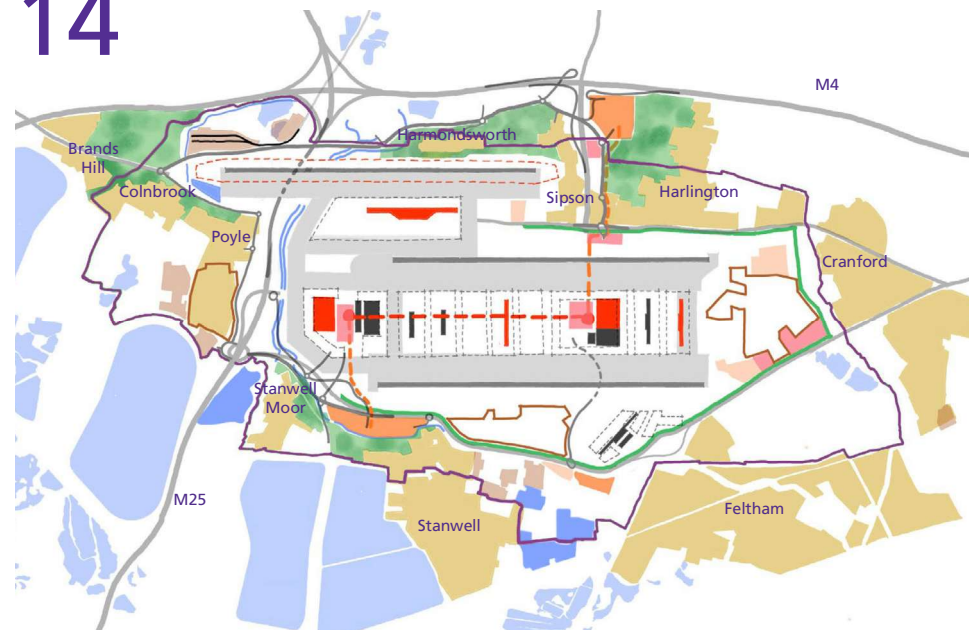 14
M4
Harmondsworth
Brands
Hill
Colnbrook
Sipson
Harlington
Poyle
Cranford
Stanwell
Moor
M25
Stanwell
Feltham